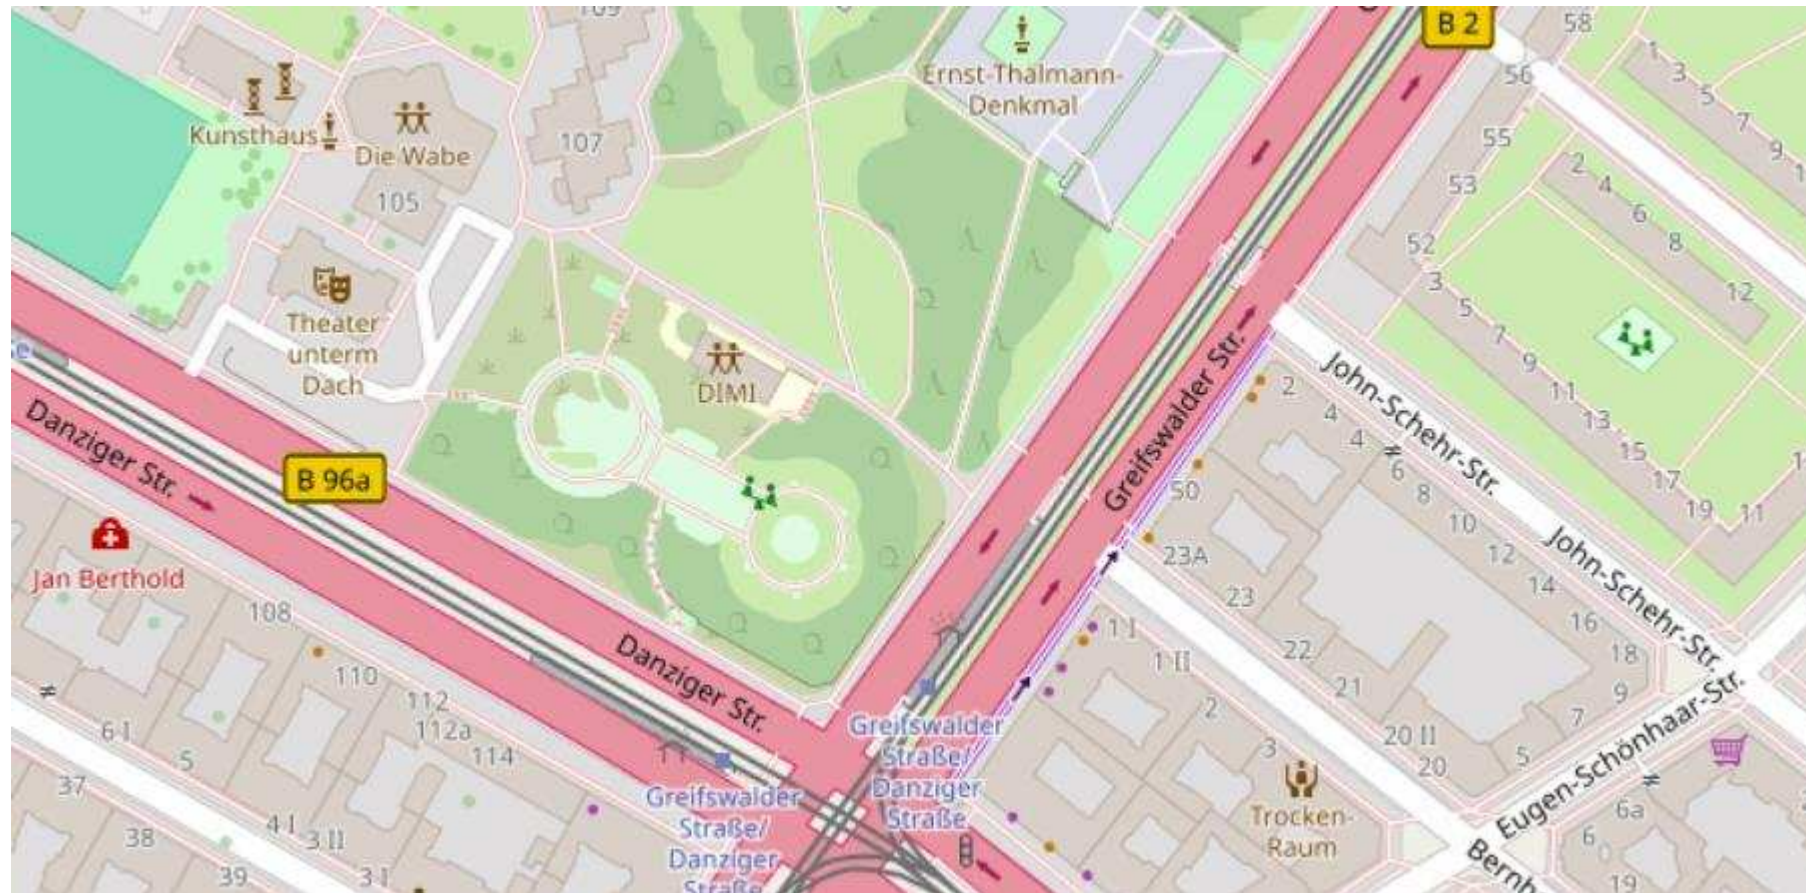 109
B 2
58
56
1
3
5
7
9
Ernst-Thälmann-
Denkmal
Kunsthaus
Die Wabe
107
105
55
53
52
2
4
6
8
12
3
5
7
9
11
13
15
17
19
11
Theater
unterm
Dach
DIMI
Greifswalder Str.
John-Schehr-Str.
2
4
4
6
8
10
12
14
16
18
9
7
5
Danziger Str.
B 96a
50
23A
23
22
21
20 II
20
John-Schehr-Str.
Jan Berthold
108
110
112
112a
114
Danziger Str.
1 I
1 II
2
3
6 I
5
37
38
39
4 I
3 II
3 I
Greifswalder
Straße/
Danziger
Straße
Greifswalder
Straße/
Danziger
Straße
Trocken-
Raum
Eugen-Schönhaar-Str.
6a
6
19